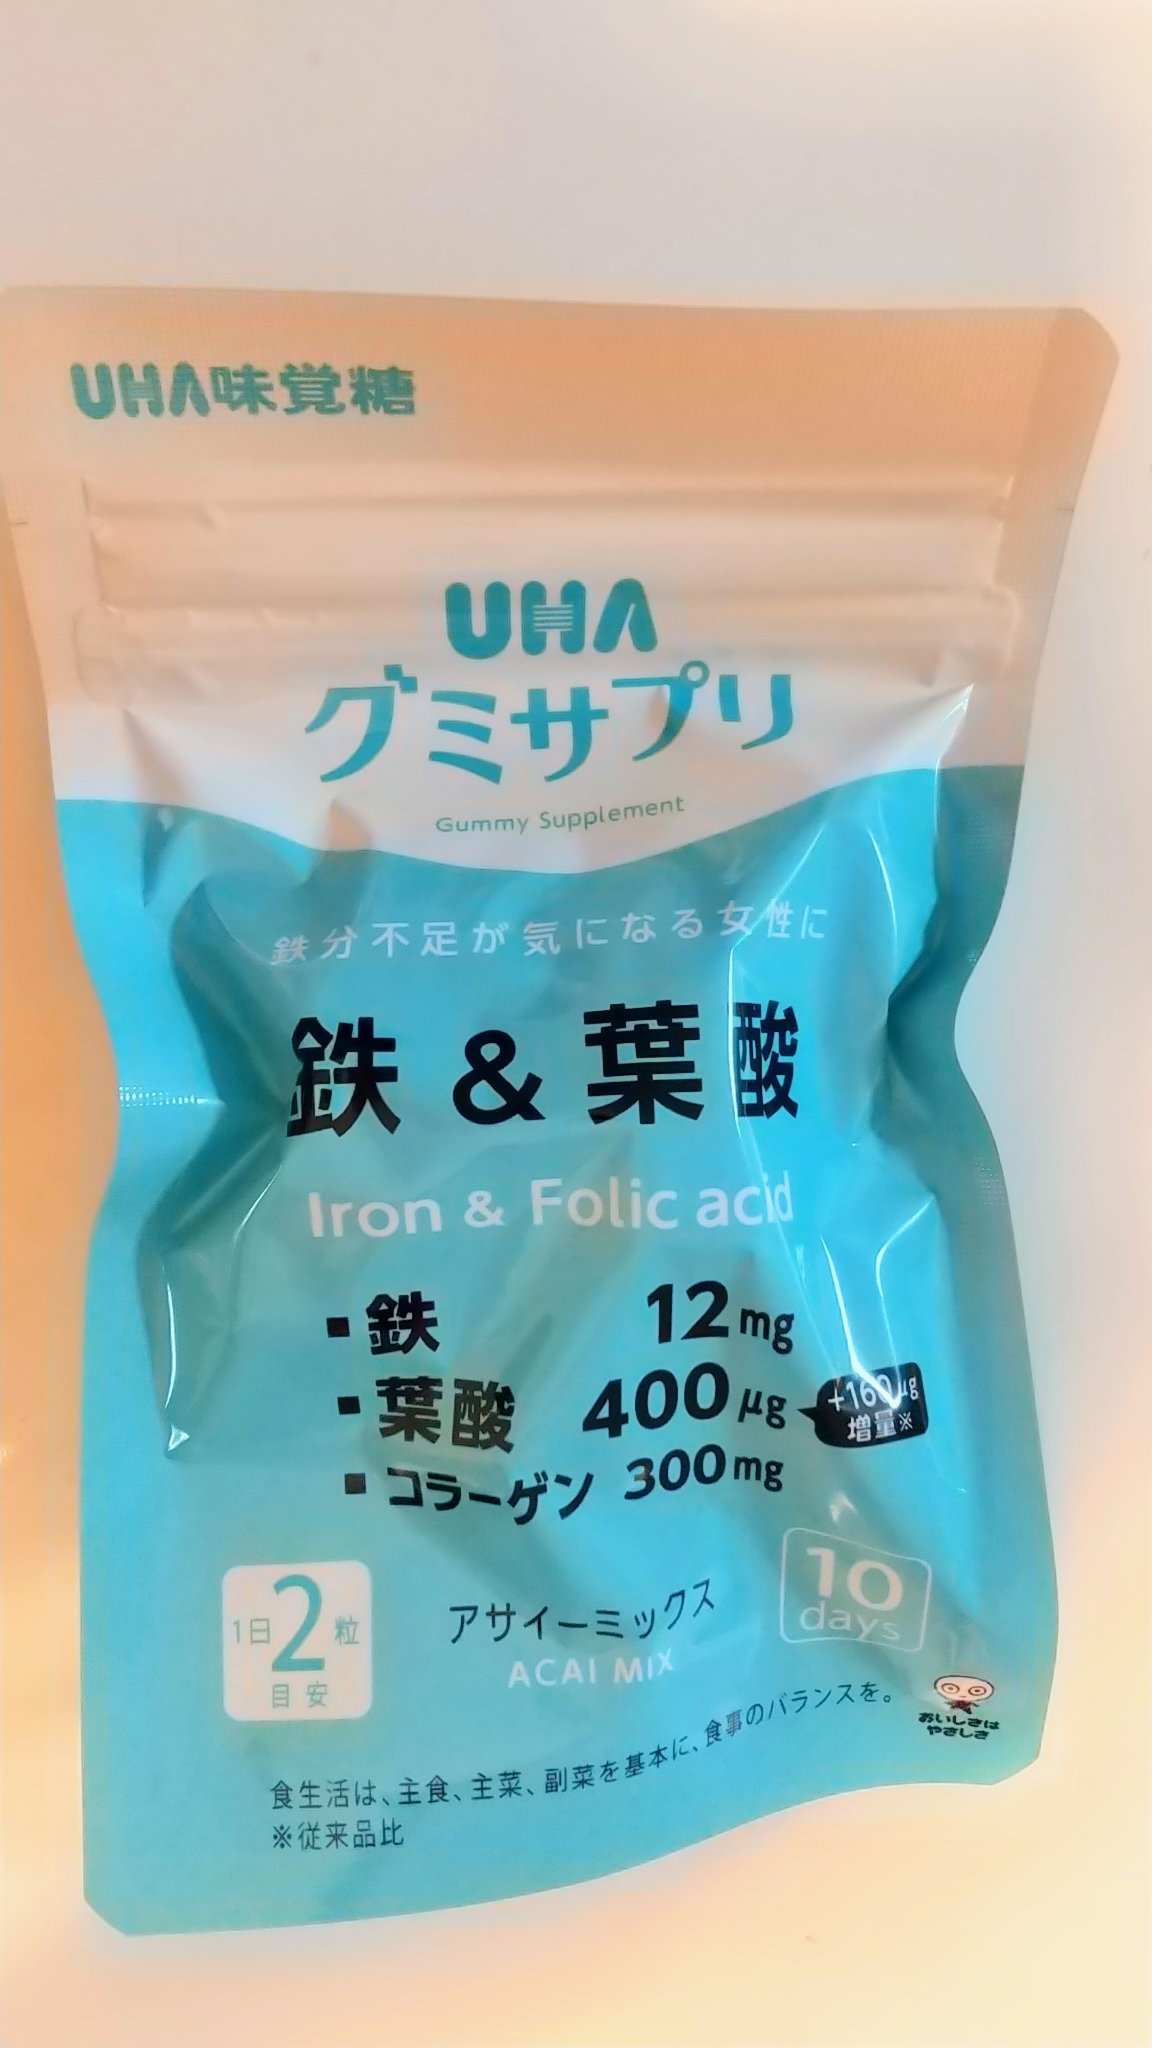 UHA味覚糖
UHA
グミサプリ
Gummy Supplement
鉄分不足が気になる女性に
鉄&葉酸
Iron & Folic acid
▪鉄 12mg
▪葉酸 400μg
+160μg
増量※
▪コラーゲン 300mg
1日2粒
目安
アサイーミックス
ACAI MIX
10
days
おいしさは
やさしさ
食生活は、主食、主菜、副菜を基本に、食事のバランスを。
※従来品比